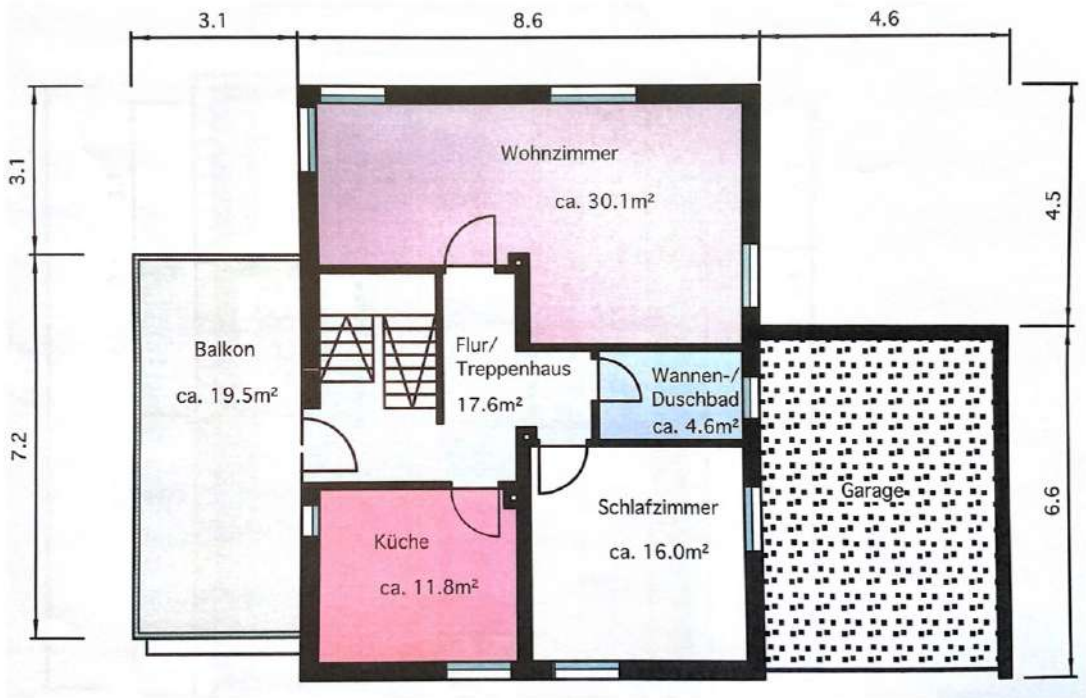 3.1
8.6
4.6
3.1
4.5
Wohnzimmer
ca. 30.1m²
Balkon
ca. 19.5m²
Flur/
Treppenhaus
17.6m²
Wannen-/
Duschbad
ca. 4.6m²
7.2
6.6
Küche
ca. 11.8m²
Schlafzimmer
ca. 16.0m²
Garage